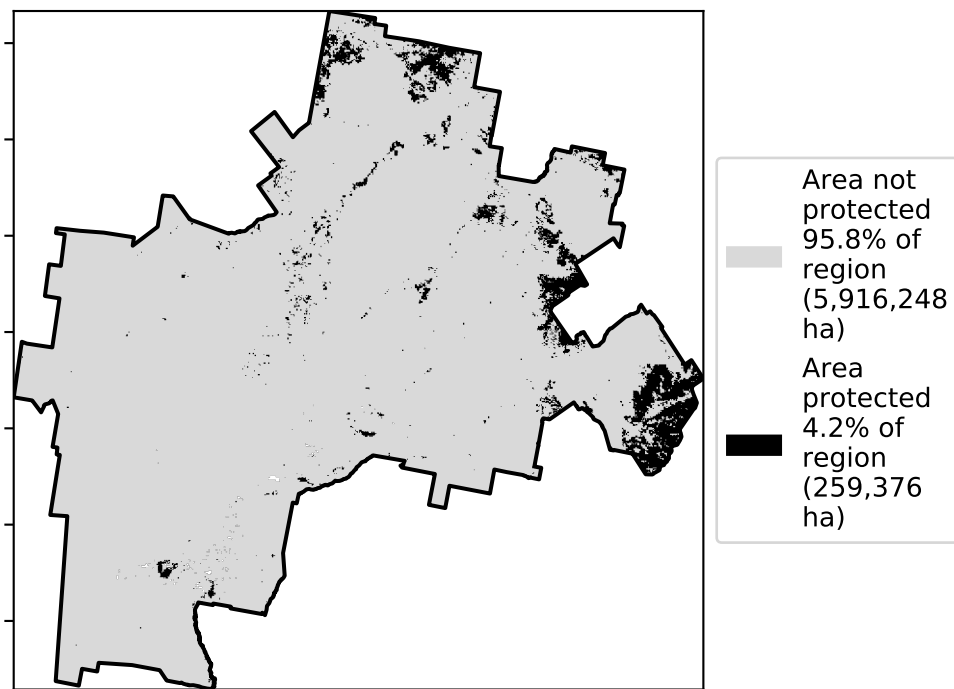 Area not
protected
95.8% of
region
(5,916,248
ha)
Area
protected
4.2% of
region
(259,376
ha)